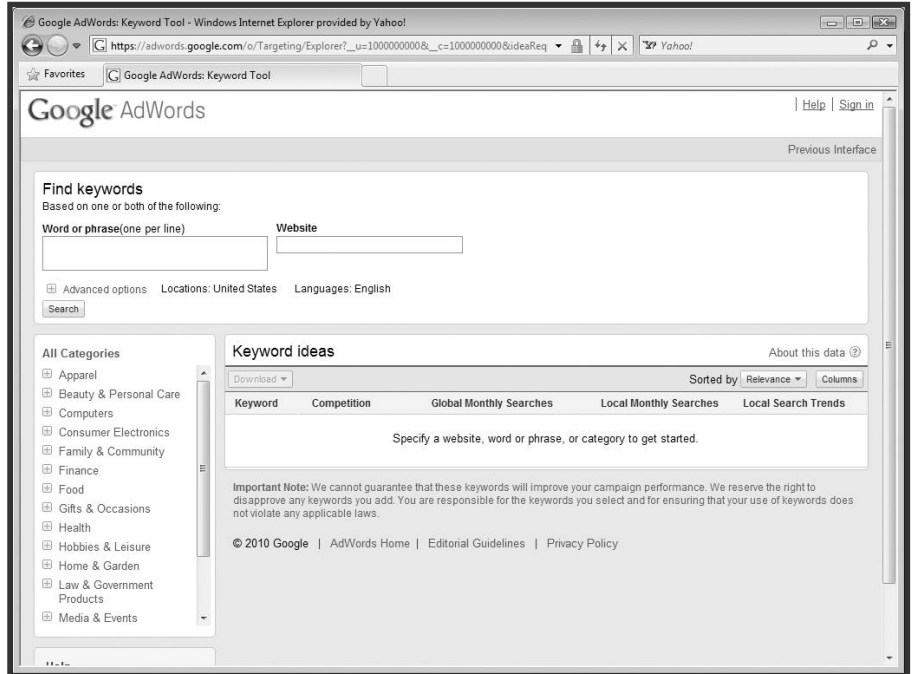 Google AdWords: Keyword Tool - Windows Internet Explorer provided by Yahoo!
https://adwords.google.com/o/Targeting/Explorer?__u=1000000000&__c=1000000000&ideaReq
Yahoo!
Favorites
Google AdWords: Keyword Tool
Google AdWords
Help | Sign in
Previous Interface
Find keywords
Based on one or both of the following:
Word or phrase(one per line)
Website
Advanced options Locations: United States Languages: English
Search
All Categories
Apparel
Beauty & Personal Care
Computers
Consumer Electronics
Family & Community
Finance
Food
Gifts & Occasions
Health
Hobbies & Leisure
Home & Garden
Law & Government
Products
Media & Events
Keyword ideas
About this data
Download
Sorted by Relevance Columns
Keyword Competition Global Monthly Searches Local Monthly Searches Local Search Trends
Specify a website, word or phrase, or category to get started.
Important Note: We cannot guarantee that these keywords will improve your campaign performance. We reserve the right to
disapprove any keywords you add. You are responsible for the keywords you select and for ensuring that your use of keywords does
not violate any applicable laws.
© 2010 Google | AdWords Home | Editorial Guidelines | Privacy Policy